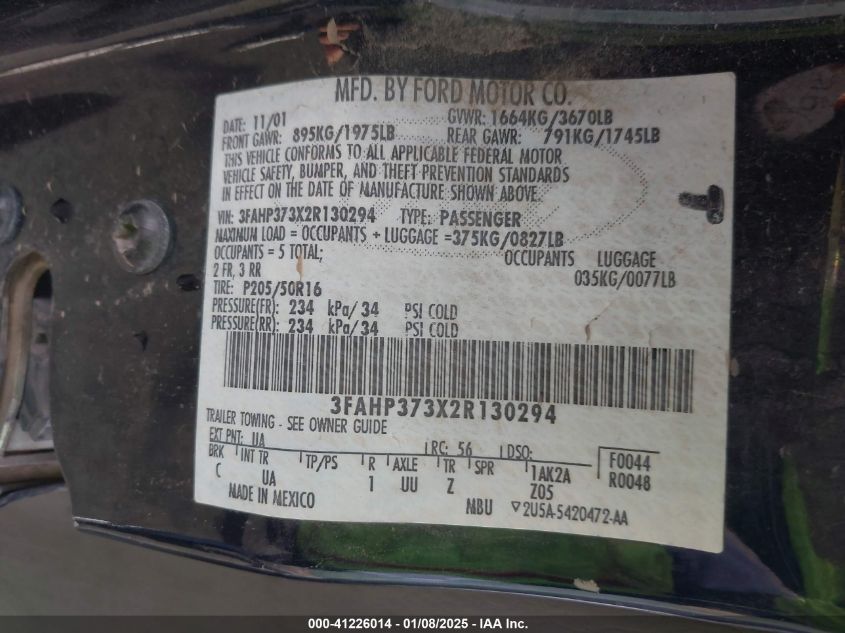 MFD. BY FORD MOTOR CO.
DATE: 11/01 GVWR: 1664KG/3670LB
FRONT GAWR: 895KG/1975LB REAR GAWR: 791KG/1745LB
THIS VEHICLE CONFORMS TO ALL APPLICABLE FEDERAL MOTOR
VEHICLE SAFETY, BUMPER, AND THEFT PREVENTION STANDARDS
IN EFFECT ON THE DATE OF MANUFACTURE SHOWN ABOVE.
VIN: 3FAHP373X2R130294 TYPE: PASSENGER
MAXIMUM LOAD = OCCUPANTS + LUGGAGE =375KG/0827LB
OCCUPANTS = 5 TOTAL; OCCUPANTS LUGGAGE
2 FR, 3 RR 035KG/0077LB
TIRE: P205/50R16
PRESSURE(FR): 234 kPa/34 PSI COLD
PRESSURE(RR): 234 kPa/34 PSI COLD
3FAHP373X2R130294
TRAILER TOWING - SEE OWNER GUIDE
EXT PNT: UA RC: 56 DSO: F0044
BRK INT TR TP/PS R AXLE TR SPR 1AK2A R0048
C UA 1 UU Z Z05
MADE IN MEXICO MBU 2U5A-5420472-AA
000-41226014 - 01/08/2025 - IAA Inc.